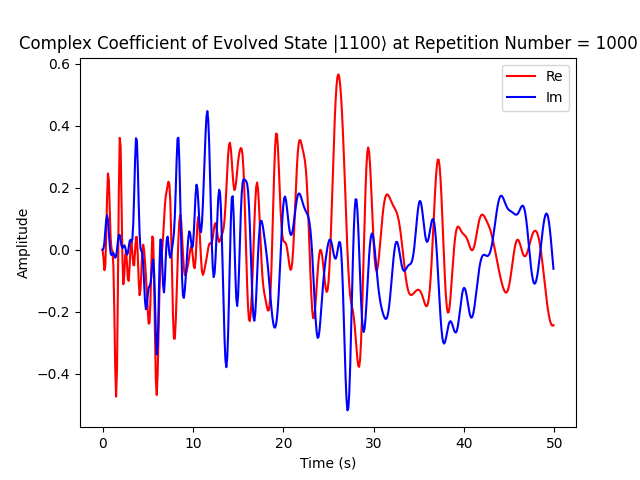 Complex Coefficient of Evolved State |1100⟩ at Repetition Number = 1000
Re
Im
0.6
0.4
0.2
0.0
−0.2
−0.4
Amplitude
0
10
20
30
40
50
Time (s)